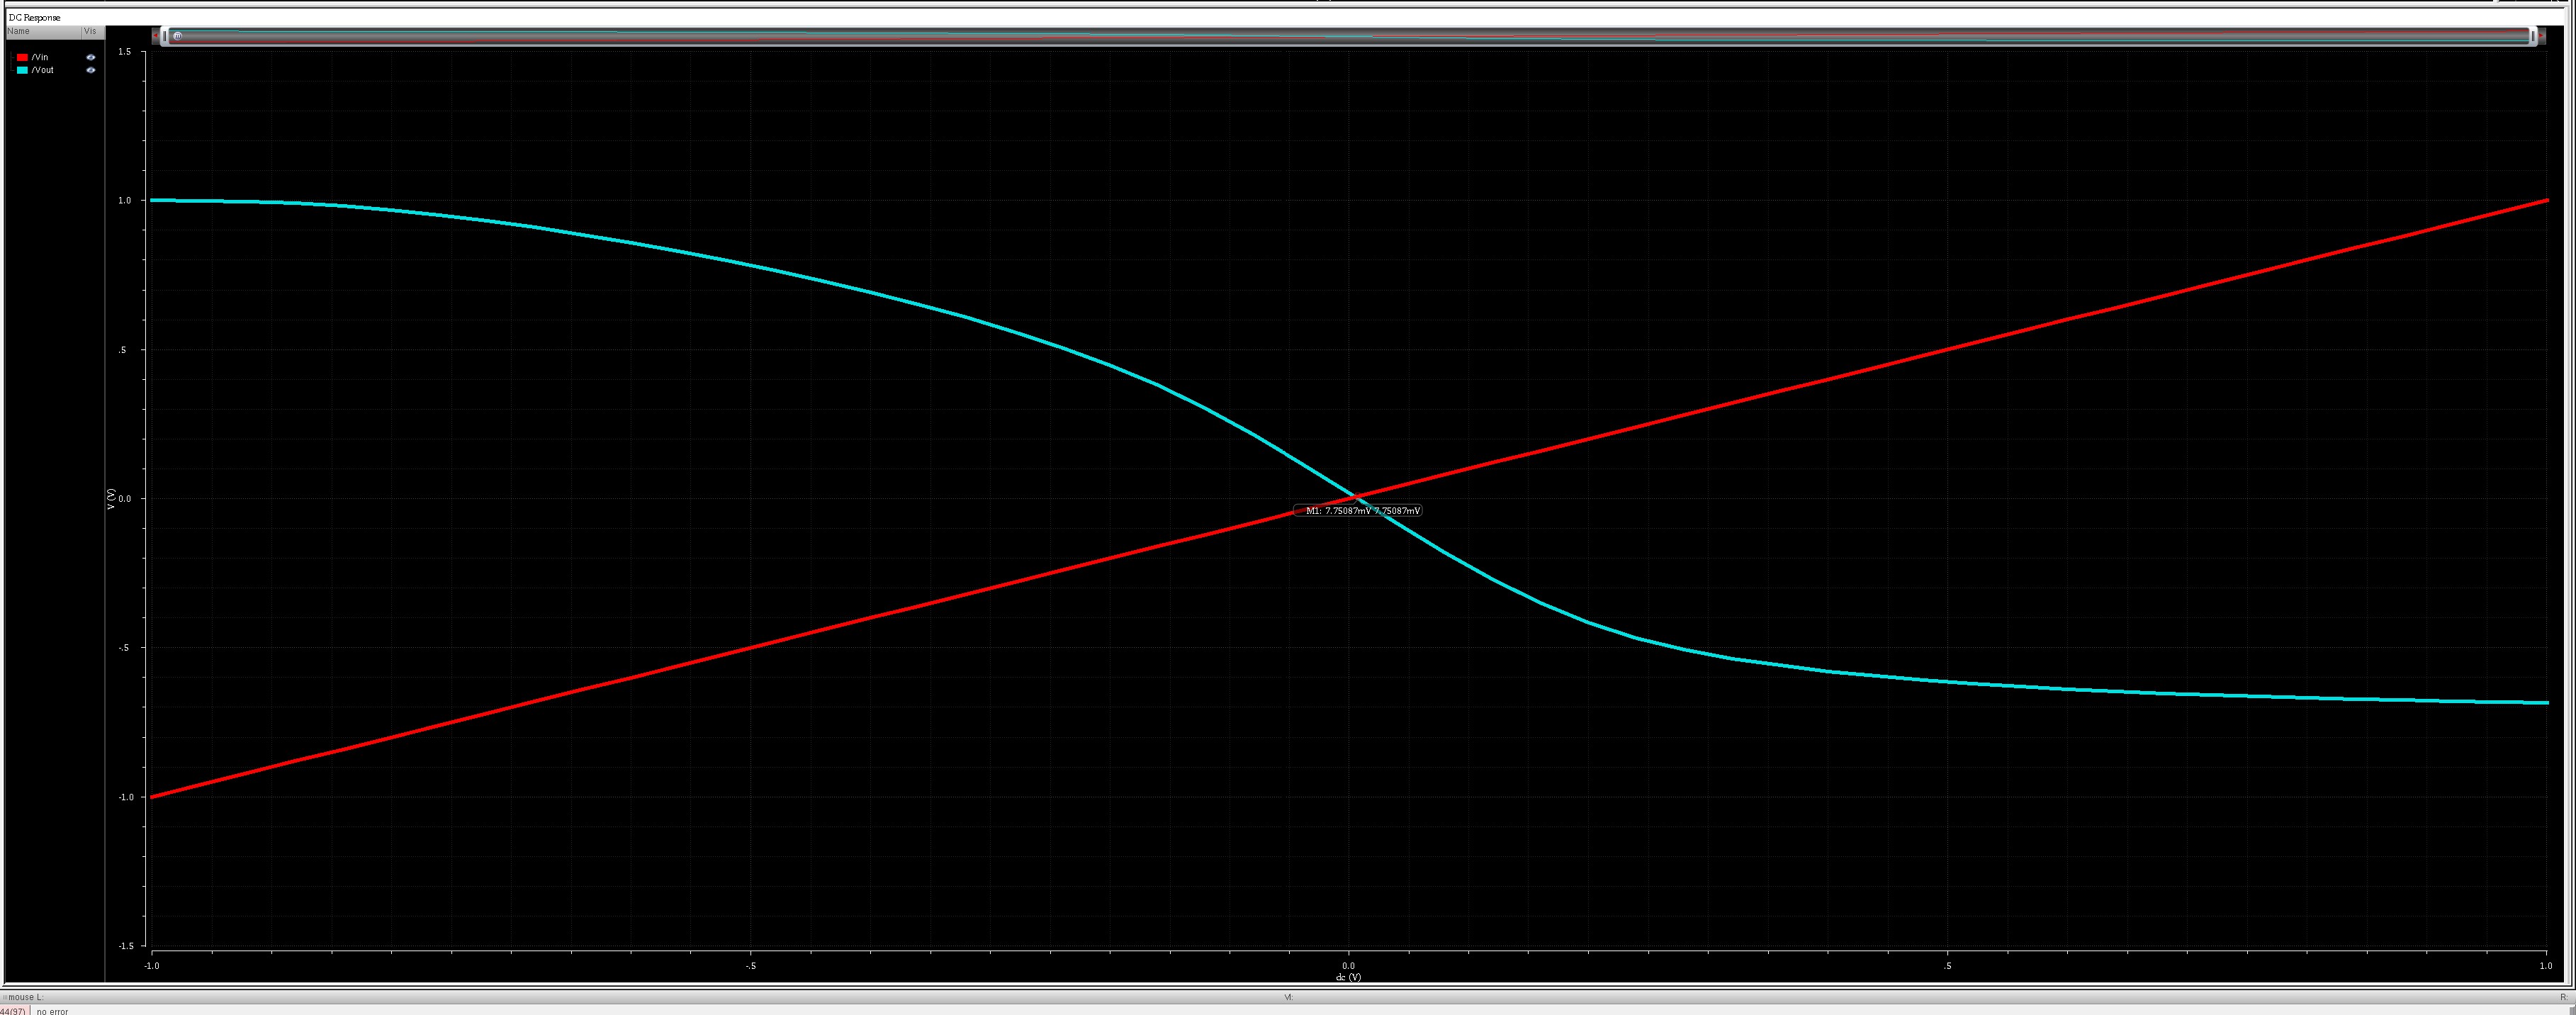 DC Response
Name Vis
/Vin
/Vout
1.5
1.0
.5
0.0
-.5
-1.0
-1.5
V (V)
M1: 7.75087mV 7.75087mV
-1.0 -.5 0.0 .5 1.0
dc (V)
mouse L: R:
44(97) no error